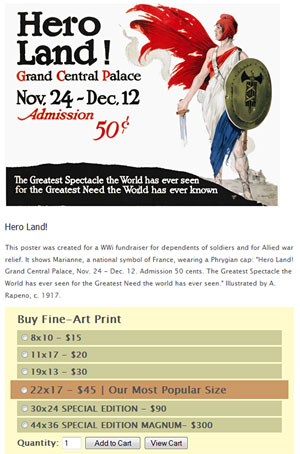 Hero
Land!
Grand Central Palace
Nov. 24 - Dec. 12
Admission
50¢
The Greatest Spectacle the World has ever seen
for the Greatest Need the World has ever known
Hero Land!
This poster was created for a WWi fundraiser for dependents of soldiers and for Allied war
relief. It shows Marianne, a national symbol of France, wearing a Phrygian cap: "Hero Land!
Grand Central Palace, Nov. 24 - Dec. 12. Admission 50 cents. The Greatest Spectacle the
World has ever seen for the Greatest Need the world has ever seen." Illustrated by A.
Rapeno, c. 1917.
Buy Fine-Art Print
8x10 - $15
11x17 - $20
19x13 - $30
22x17 - $45 | Our Most Popular Size
30x24 SPECIAL EDITION - $90
44x36 SPECIAL EDITION MAGNUM- $300
Quantity: 1 Add to Cart View Cart